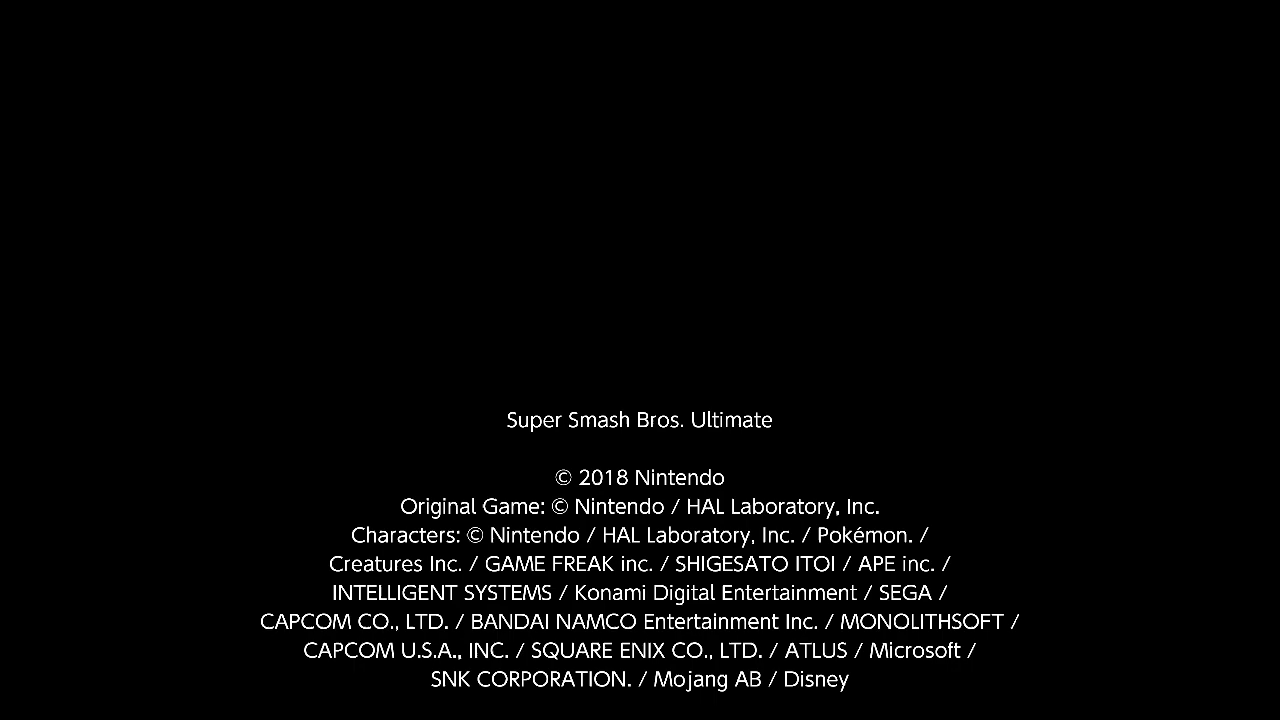 Super Smash Bros. Ultimate
© 2018 Nintendo
Original Game: © Nintendo / HAL Laboratory, Inc.
Characters: © Nintendo / HAL Laboratory, Inc. / Pokémon. /
Creatures Inc. / GAME FREAK inc. / SHIGESATO ITOI / APE inc. /
INTELLIGENT SYSTEMS / Konami Digital Entertainment / SEGA /
CAPCOM CO., LTD. / BANDAI NAMCO Entertainment Inc. / MONOLITHSOFT /
CAPCOM U.S.A., INC. / SQUARE ENIX CO., LTD. / ATLUS / Microsoft /
SNK CORPORATION. / Mojang AB / Disney